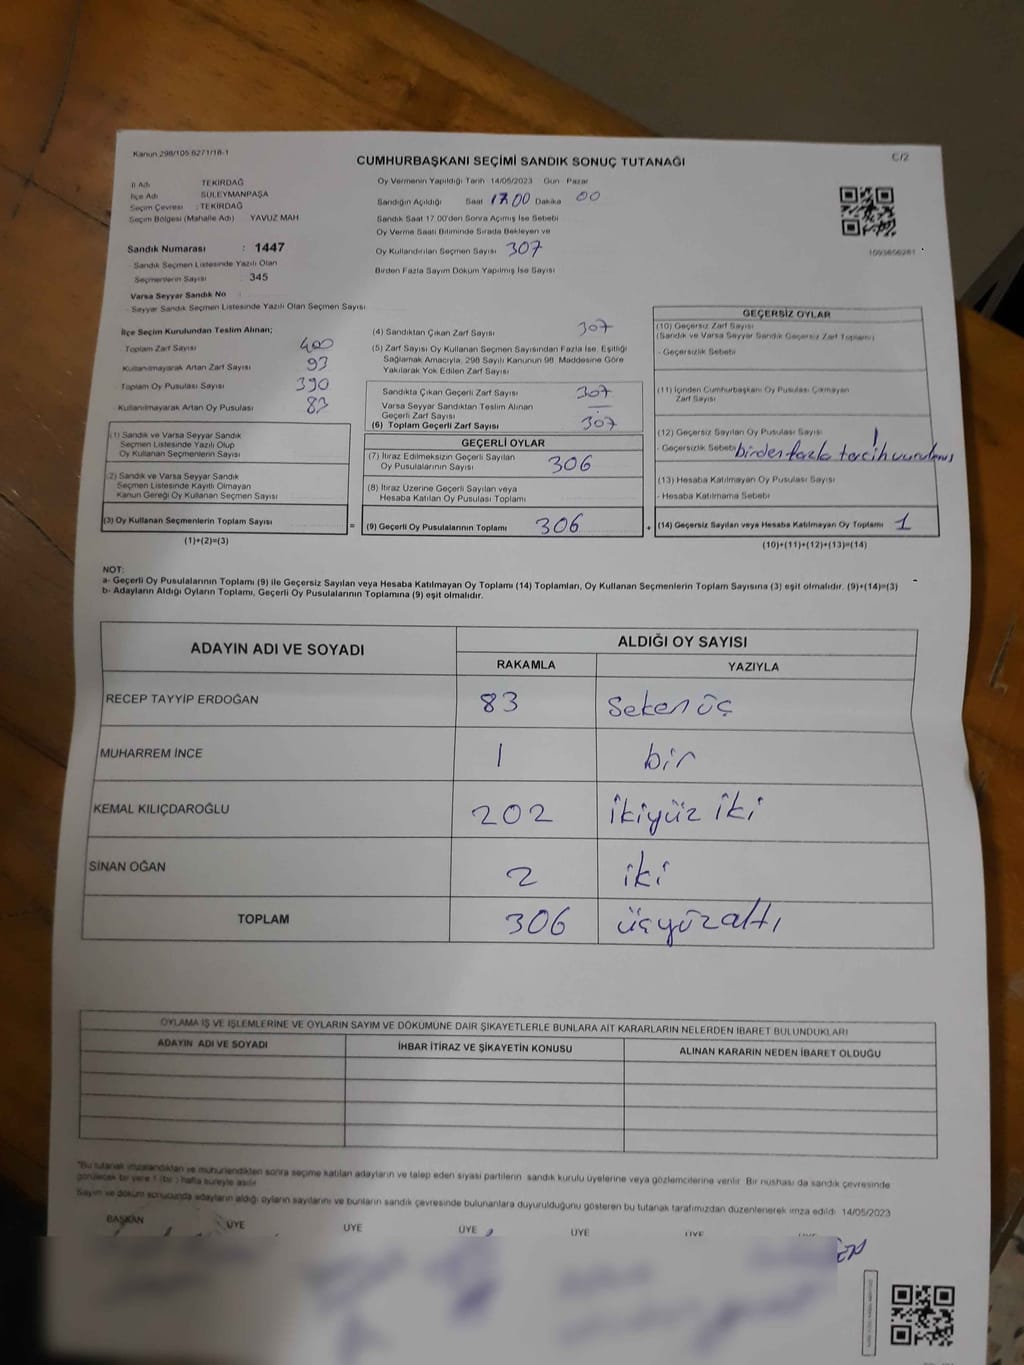 Kanun 298/105 6271/18-1
C/2
CUMHURBAŞKANI SEÇİMİ SANDIK SONUÇ TUTANAĞI
İl Adı TEKİRDAĞ
İlçe Adı SÜLEYMANPAŞA
Seçim Çevresi : TEKİRDAĞ
Seçim Bölgesi (Mahalle Adı) YAVUZ MAH
Sandık Numarası : 1447
Sandık Seçmen Listesinde Yazılı Olan
Seçmenlerin Sayısı 345
Varsa Seyyar Sandık No
Seyyar Sandık Seçmen Listesinde Yazılı Olan Seçmen Sayısı
Oy Vermenin Yapıldığı Tarih 14/05/2023 Gün Pazar
Sandığın Açıldığı Saat 17.00 Dakika 00
Sandık Saat 17.00'den Sonra Açımış İse Sebebi
Oy Verme Saati Bitiminde Sırada Bekleyen ve
Oy Kullandırılan Seçmen Sayısı 307
Birden Fazla Sayım Döküm Yapılmış İse Sayısı
İlçe Seçim Kurulundan Teslim Alınan;
Toplam Zarf Sayısı 400
Kullanılmayarak Artan Zarf Sayısı 93
Toplam Oy Pusulası Sayısı 390
Kullanılmayarak Artan Oy Pusulası 83
(1) Sandık ve Varsa Seyyar Sandık
Seçmen Listesinde Yazılı Olup
Oy Kullanan Seçmenlerin Sayısı
(2) Sandık ve Varsa Seyyar Sandık
Seçmen Listesinde Kayıtlı Olmayan
Kanun Gereği Oy Kullanan Seçmen Sayısı
(3) Oy Kullanan Seçmenlerin Toplam Sayısı
(1)+(2)=(3)
(4) Sandıktan Çıkan Zarf Sayısı 307
(5) Zarf Sayısı Oy Kullanan Seçmen Sayısından Fazla İse, Eşitliği
Sağlamak Amacıyla, 298 Sayılı Kanunun 98. Maddesine Göre
Yakılarak Yok Edilen Zarf Sayısı
Sandıkta Çıkan Geçerli Zarf Sayısı 307
Varsa Seyyar Sandıktan Teslim Alınan
Geçerli Zarf Sayısı
(6) Toplam Geçerli Zarf Sayısı 307
GEÇERLİ OYLAR
(7) İtiraz Edilmeksizin Geçerli Sayılan
Oy Pusulalarının Sayısı 306
(8) İtiraz Üzerine Geçerli Sayılan veya
Hesaba Katılan Oy Pusulası Toplamı
= (9) Geçerli Oy Pusulalarının Toplamı 306
GEÇERSİZ OYLAR
(10) Geçersiz Zarf Sayısı
(Sandık ve Varsa Seyyar Sandık Geçersiz Zarf Toplamı)
- Geçersizlik Sebebi
(11) İçinden Cumhurbaşkanı Oy Pusulası Çıkmayan
Zarf Sayısı
(12) Geçersiz Sayılan Oy Pusulası Sayısı 1
- Geçersizlik Sebebi birden fazla tercih vurulmuş
(13) Hesaba Katılmayan Oy Pusulası Sayısı
- Hesaba Katılmama Sebebi
+ (14) Geçersiz Sayılan veya Hesaba Katılmayan Oy Toplamı 1
(10)+(11)+(12)+(13)=(14)
NOT:
a- Geçerli Oy Pusulalarının Toplamı (9) ile Geçersiz Sayılan veya Hesaba Katılmayan Oy Toplamı (14) Toplamları, Oy Kullanan Seçmenlerin Toplam Sayısına (3) eşit olmalıdır. (9)+(14)=(3)
b- Adayların Aldığı Oyların Toplamı, Geçerli Oy Pusulalarının Toplamına (9) eşit olmalıdır.
ADAYIN ADI VE SOYADI ALDIĞI OY SAYISI
RAKAMLA YAZIYLA
RECEP TAYYİP ERDOĞAN 83 Seksen üç
MUHARREM İNCE 1 bir
KEMAL KILIÇDAROĞLU 202 ikiyüz iki
SİNAN OĞAN 2 iki
TOPLAM 306 üçyüzaltı
OYLAMA İŞ VE İŞLEMLERİNE VE OYLARIN SAYIM VE DÖKÜMÜNE DAİR ŞİKAYETLERLE BUNLARA AİT KARARLARIN NELERDEN İBARET BULUNDUKLARI
ADAYIN ADI VE SOYADI İHBAR İTİRAZ VE ŞİKAYETİN KONUSU ALINAN KARARIN NEDEN İBARET OLDUĞU
"Bu tutanak imzalandıktan ve mühürlendikten sonra seçime katılan adayların ve talep eden siyasi partilerin sandık kurulu üyelerine veya gözlemcilerine verilir. Bir nüshası da sandık çevresinde
görülecek bir yere 1 (bir ) hafta süreyle asılır
Sayım ve döküm sonucunda adayların aldığı oyların sayılarını ve bunların sandık çevresinde bulunanlara duyurulduğunu gösteren bu tutanak tarafımızdan düzenlenerek imza edildi: 14/05/2023
BAŞKAN ÜYE ÜYE ÜYE ÜYE ÜYE